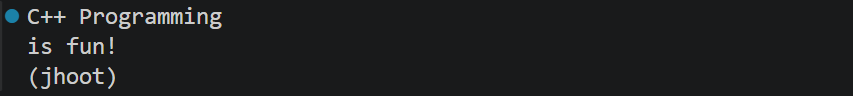 C++ Programming
is fun!
(jhoot)